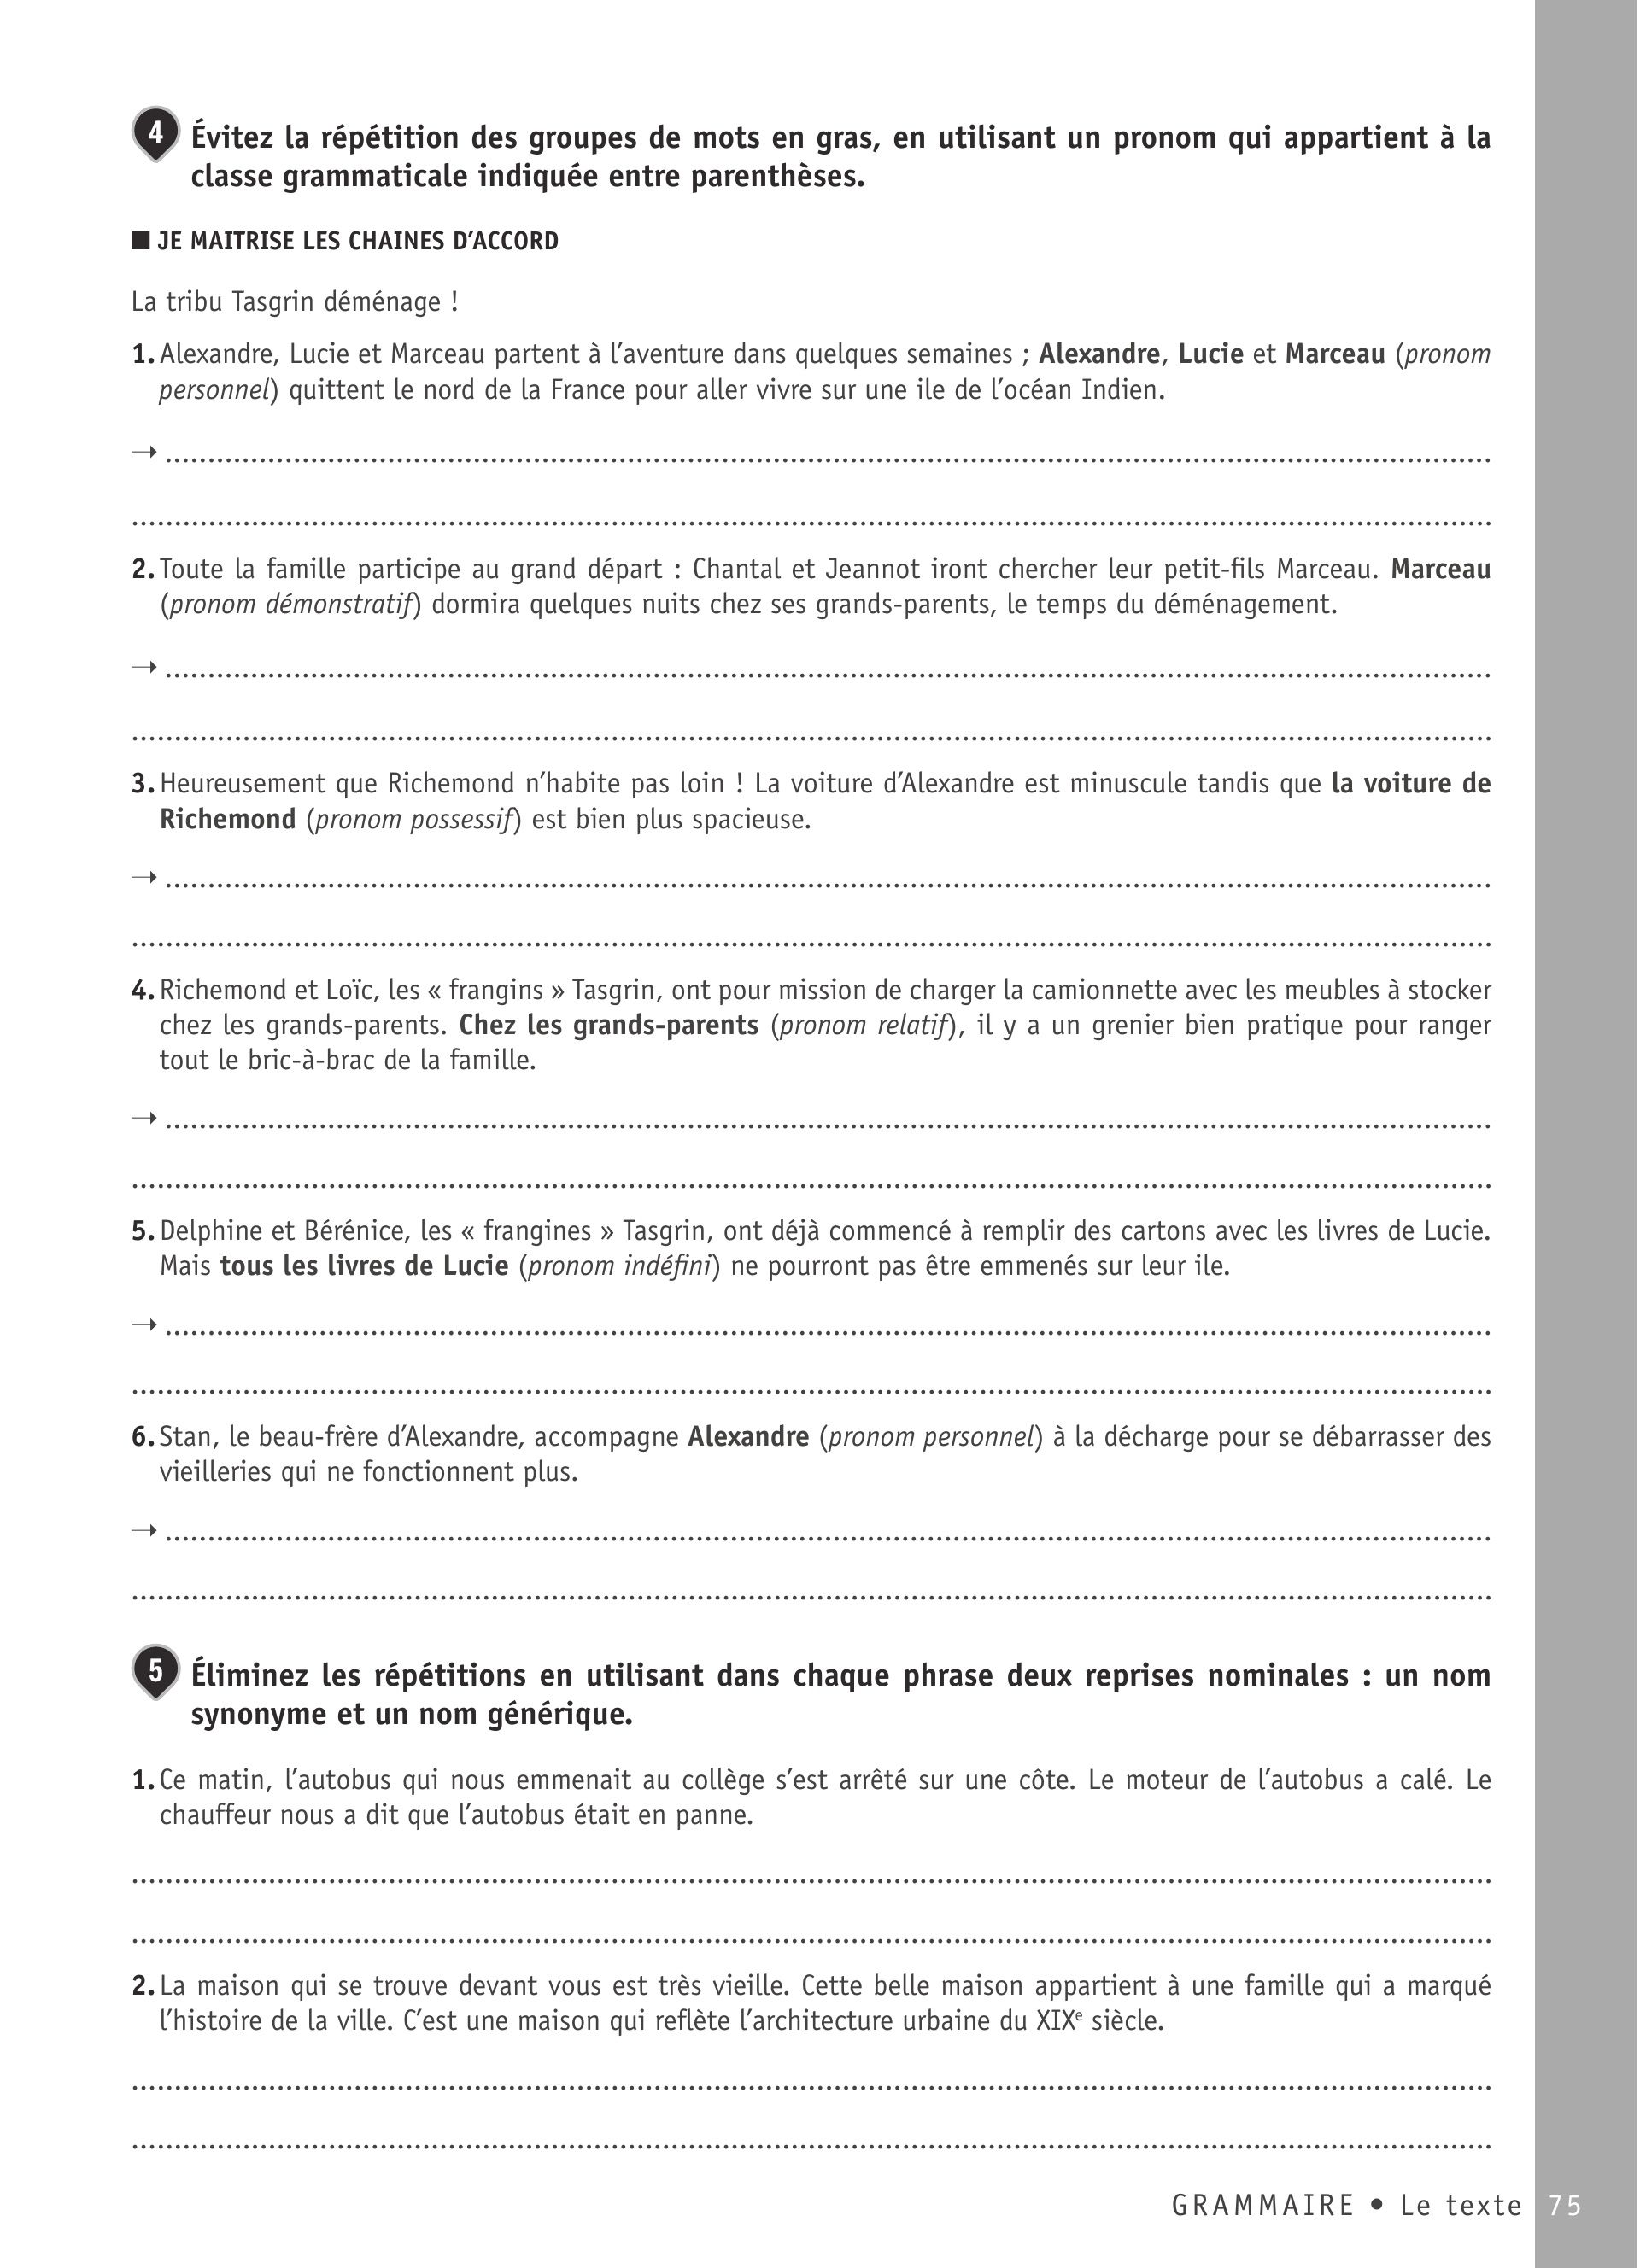 4 Évitez la répétition des groupes de mots en gras, en utilisant un pronom qui appartient à la
classe grammaticale indiquée entre parenthèses.
■ JE MAITRISE LES CHAINES D’ACCORD
La tribu Tasgrin déménage !
1. Alexandre, Lucie et Marceau partent à l’aventure dans quelques semaines ; Alexandre, Lucie et Marceau (pronom
personnel) quittent le nord de la France pour aller vivre sur une ile de l’océan Indien.
→ ..........
..........
2. Toute la famille participe au grand départ : Chantal et Jeannot iront chercher leur petit-fils Marceau. Marceau
(pronom démonstratif) dormira quelques nuits chez ses grands-parents, le temps du déménagement.
→ ..........
..........
3. Heureusement que Richemond n’habite pas loin ! La voiture d’Alexandre est minuscule tandis que la voiture de
Richemond (pronom possessif) est bien plus spacieuse.
→ ..........
..........
4. Richemond et Loïc, les « frangins » Tasgrin, ont pour mission de charger la camionnette avec les meubles à stocker
chez les grands-parents. Chez les grands-parents (pronom relatif), il y a un grenier bien pratique pour ranger
tout le bric-à-brac de la famille.
→ ..........
..........
5. Delphine et Bérénice, les « frangines » Tasgrin, ont déjà commencé à remplir des cartons avec les livres de Lucie.
Mais tous les livres de Lucie (pronom indéfini) ne pourront pas être emmenés sur leur ile.
→ ..........
..........
6. Stan, le beau-frère d’Alexandre, accompagne Alexandre (pronom personnel) à la décharge pour se débarrasser des
vieilleries qui ne fonctionnent plus.
→ ..........
..........
5 Éliminez les répétitions en utilisant dans chaque phrase deux reprises nominales : un nom
synonyme et un nom générique.
1. Ce matin, l’autobus qui nous emmenait au collège s’est arrêté sur une côte. Le moteur de l’autobus a calé. Le
chauffeur nous a dit que l’autobus était en panne.
..........
..........
2. La maison qui se trouve devant vous est très vieille. Cette belle maison appartient à une famille qui a marqué
l’histoire de la ville. C’est une maison qui reflète l’architecture urbaine du XIXe siècle.
..........
..........
GRAMMAIRE • Le texte 75